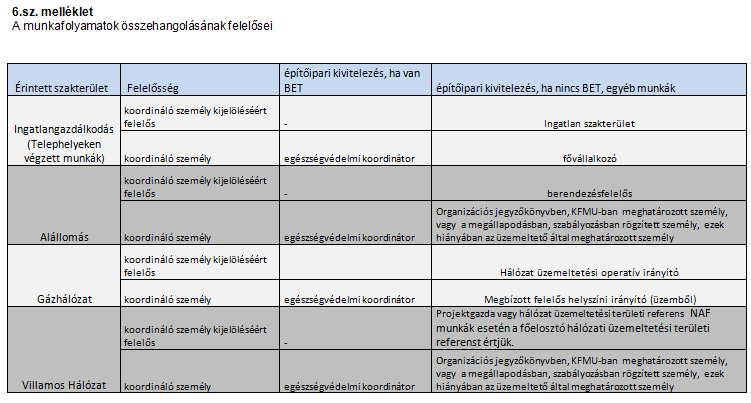 6.sz. melléklet
A munkafolyamatok összehangolásának felelősei
Érintett szakterület
Felelősség
építőipari kivitelezés, ha van
BET
építőipari kivitelezés, ha nincs BET, egyéb munkák
Ingatlangazdálkodás
(Telephelyeken
végzett munkák)
koordináló személy kijelöléséért
felelős
-
Ingatlan szakterület
koordináló személy
egészségvédelmi koordinátor
fővállalkozó
Alállomás
koordináló személy kijelöléséért
felelős
-
berendezésfelelős
koordináló személy
egészségvédelmi koordinátor
Organizációs jegyzőkönyvben, KFMU-ban meghatározott személy,
vagy a megállapodásban, szabályozásban rögzített személy, ezek
hiányában az üzemeltető által meghatározott személy
Gázhálózat
koordináló személy kijelöléséért
felelős
Hálózat üzemeltetési operatív irányító
koordináló személy
egészségvédelmi koordinátor
Megbízott felelős helyszíni irányító (üzemből)
Villamos Hálózat
koordináló személy kijelöléséért
felelős
-
Projektgazda vagy hálózat üzemeltetési területi referens NAF
munkák esetén a főelosztó hálózati üzemeltetési területi
referenst értjük.
koordináló személy
egészségvédelmi koordinátor
Organizációs jegyzőkönyvben, KFMU-ban meghatározott személy,
vagy a megállapodásban, szabályozásban rögzített személy, ezek
hiányában az üzemeltető által meghatározott személy